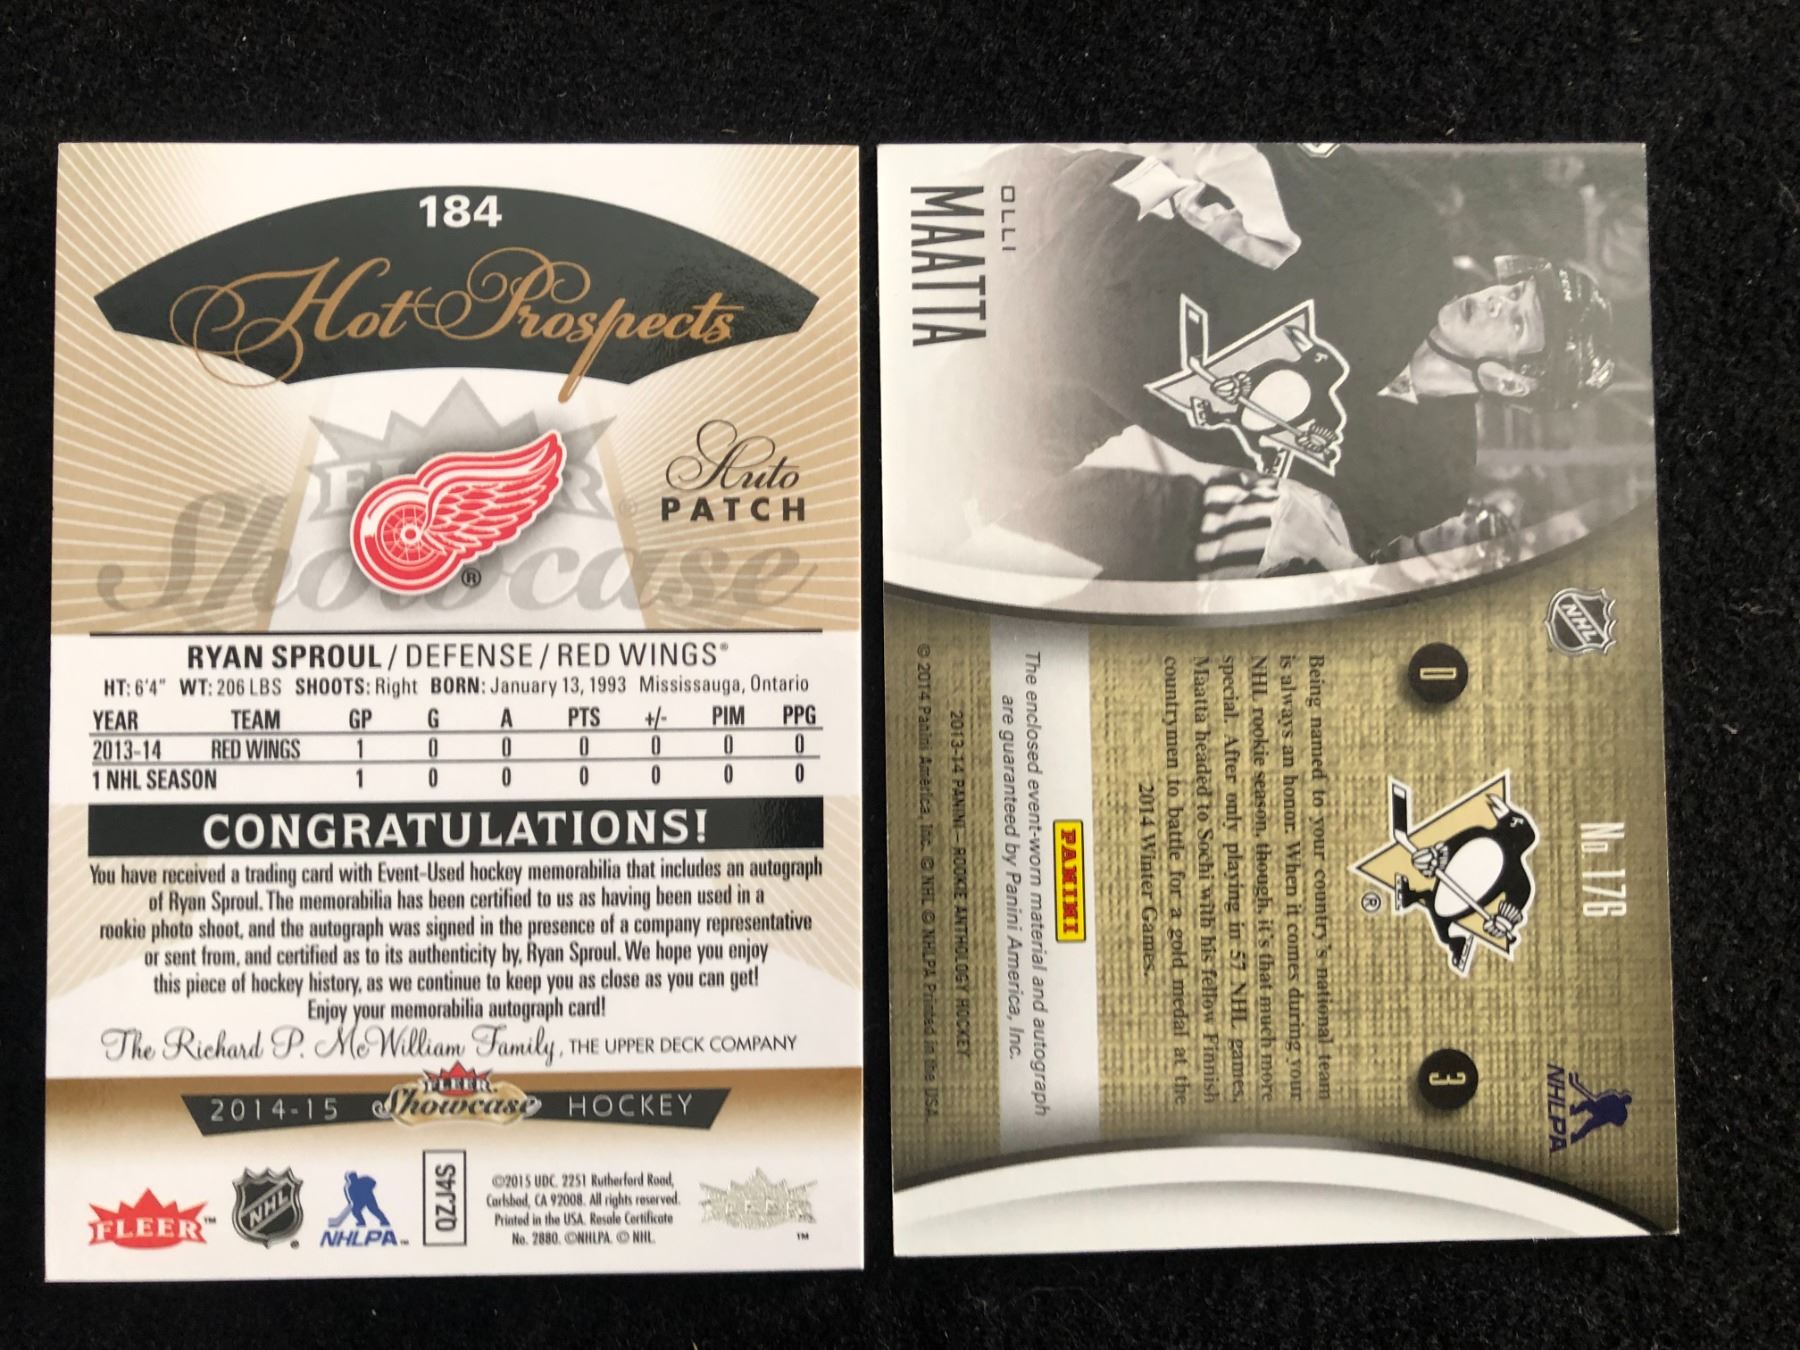 184
Hot Prospects
FLEER
Showcase
®
Auto
PATCH
RYAN SPROUL / DEFENSE / RED WINGS®
HT: 6'4" WT: 206 LBS SHOOTS: Right BORN: January 13, 1993 Mississauga, Ontario
YEAR TEAM GP G A PTS +/- PIM PPG
2013-14 RED WINGS 1 0 0 0 0 0 0
1 NHL SEASON 1 0 0 0 0 0 0
CONGRATULATIONS!
You have received a trading card with Event-Used hockey memorabilia that includes an autograph
of Ryan Sproul. The memorabilia has been certified to us as having been used in a
rookie photo shoot, and the autograph was signed in the presence of a company representative
or sent from, and certified as to its authenticity by, Ryan Sproul. We hope you enjoy
this piece of hockey history, as we continue to keep you as close as you can get!
Enjoy your memorabilia autograph card!
The Richard P. McWilliam Family, THE UPPER DECK COMPANY
2014-15 FLEER Showcase HOCKEY
FLEER™
NHL
NHLPA™
QZJ4S
©2015 UDC. 2251 Rutherford Road,
Carlsbad, CA 92008. All rights reserved.
Printed in the USA. Resale Certificate
No. 2880. ©NHLPA. © NHL.
™
OLLI
MAATTA
NHL
No. 176
NHLPA
D
®
3
Being named to your country's national team
is always an honor. When it comes during your
NHL rookie season, though, it's that much more
special. After only playing in 57 NHL games,
Maatta headed to Sochi with his fellow Finnish
countrymen to battle for a gold medal at the
2014 Winter Games.
PANINI
The enclosed event-worn material and autograph
are guaranteed by Panini America, Inc.
2013-14 PANINI – ROOKIE ANTHOLOGY HOCKEY
© 2014 Panini America, Inc. © NHL © NHLPA Printed in the USA.